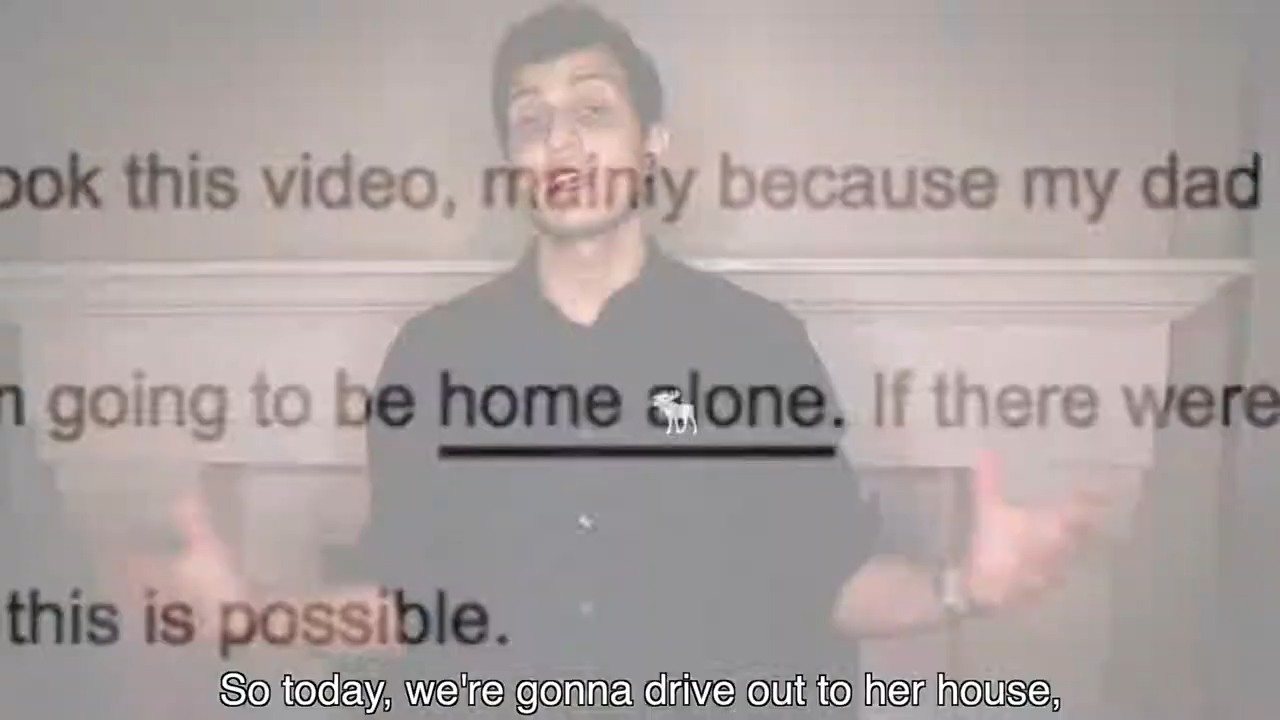 ook this video, mainly because my dad
going to be home alone. If there were
this is possible.
So today, we're gonna drive out to her house,